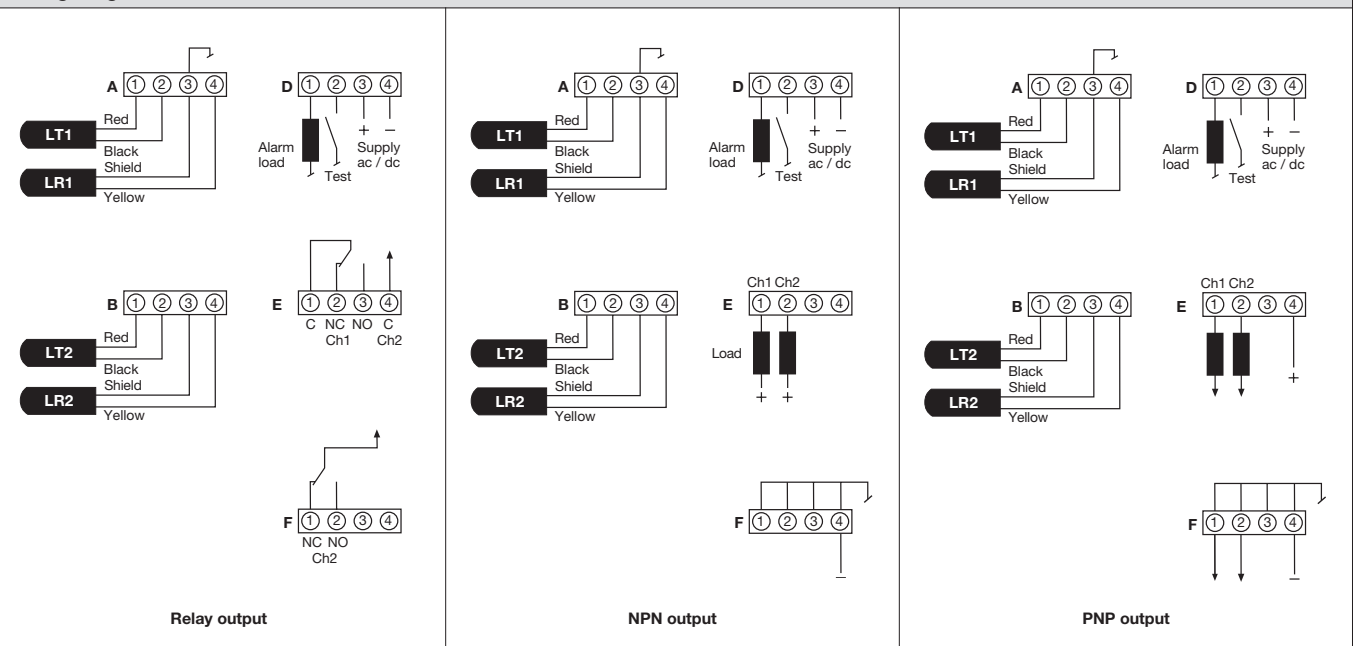 A 1 2 3 4
Red
LT1
Black
Shield
LR1
Yellow
D 1 2 3 4
Alarm
load
Test
+ –
Supply
ac / dc
B 1 2 3 4
Red
LT2
Black
Shield
LR2
Yellow
E 1 2 3 4
C NC NO C
Ch1 Ch2
F 1 2 3 4
NC NO
Ch2
Relay output
A 1 2 3 4
Red
LT1
Black
Shield
LR1
Yellow
D 1 2 3 4
Alarm
load
Test
+ –
Supply
ac / dc
B 1 2 3 4
Red
LT2
Black
Shield
LR2
Yellow
Ch1 Ch2
E 1 2 3 4
Load
+ +
F 1 2 3 4
–
NPN output
A 1 2 3 4
Red
LT1
Black
Shield
LR1
Yellow
D 1 2 3 4
Alarm
load
Test
+ –
Supply
ac / dc
B 1 2 3 4
Red
LT2
Black
Shield
LR2
Yellow
Ch1 Ch2
E 1 2 3 4
+
F 1 2 3 4
–
PNP output